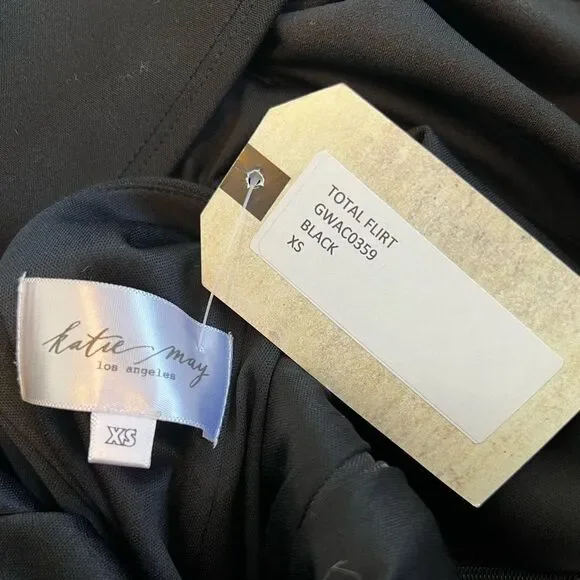 TOTAL FLIRT
GWAC0359
BLACK
XS
katie may
los angeles
XS